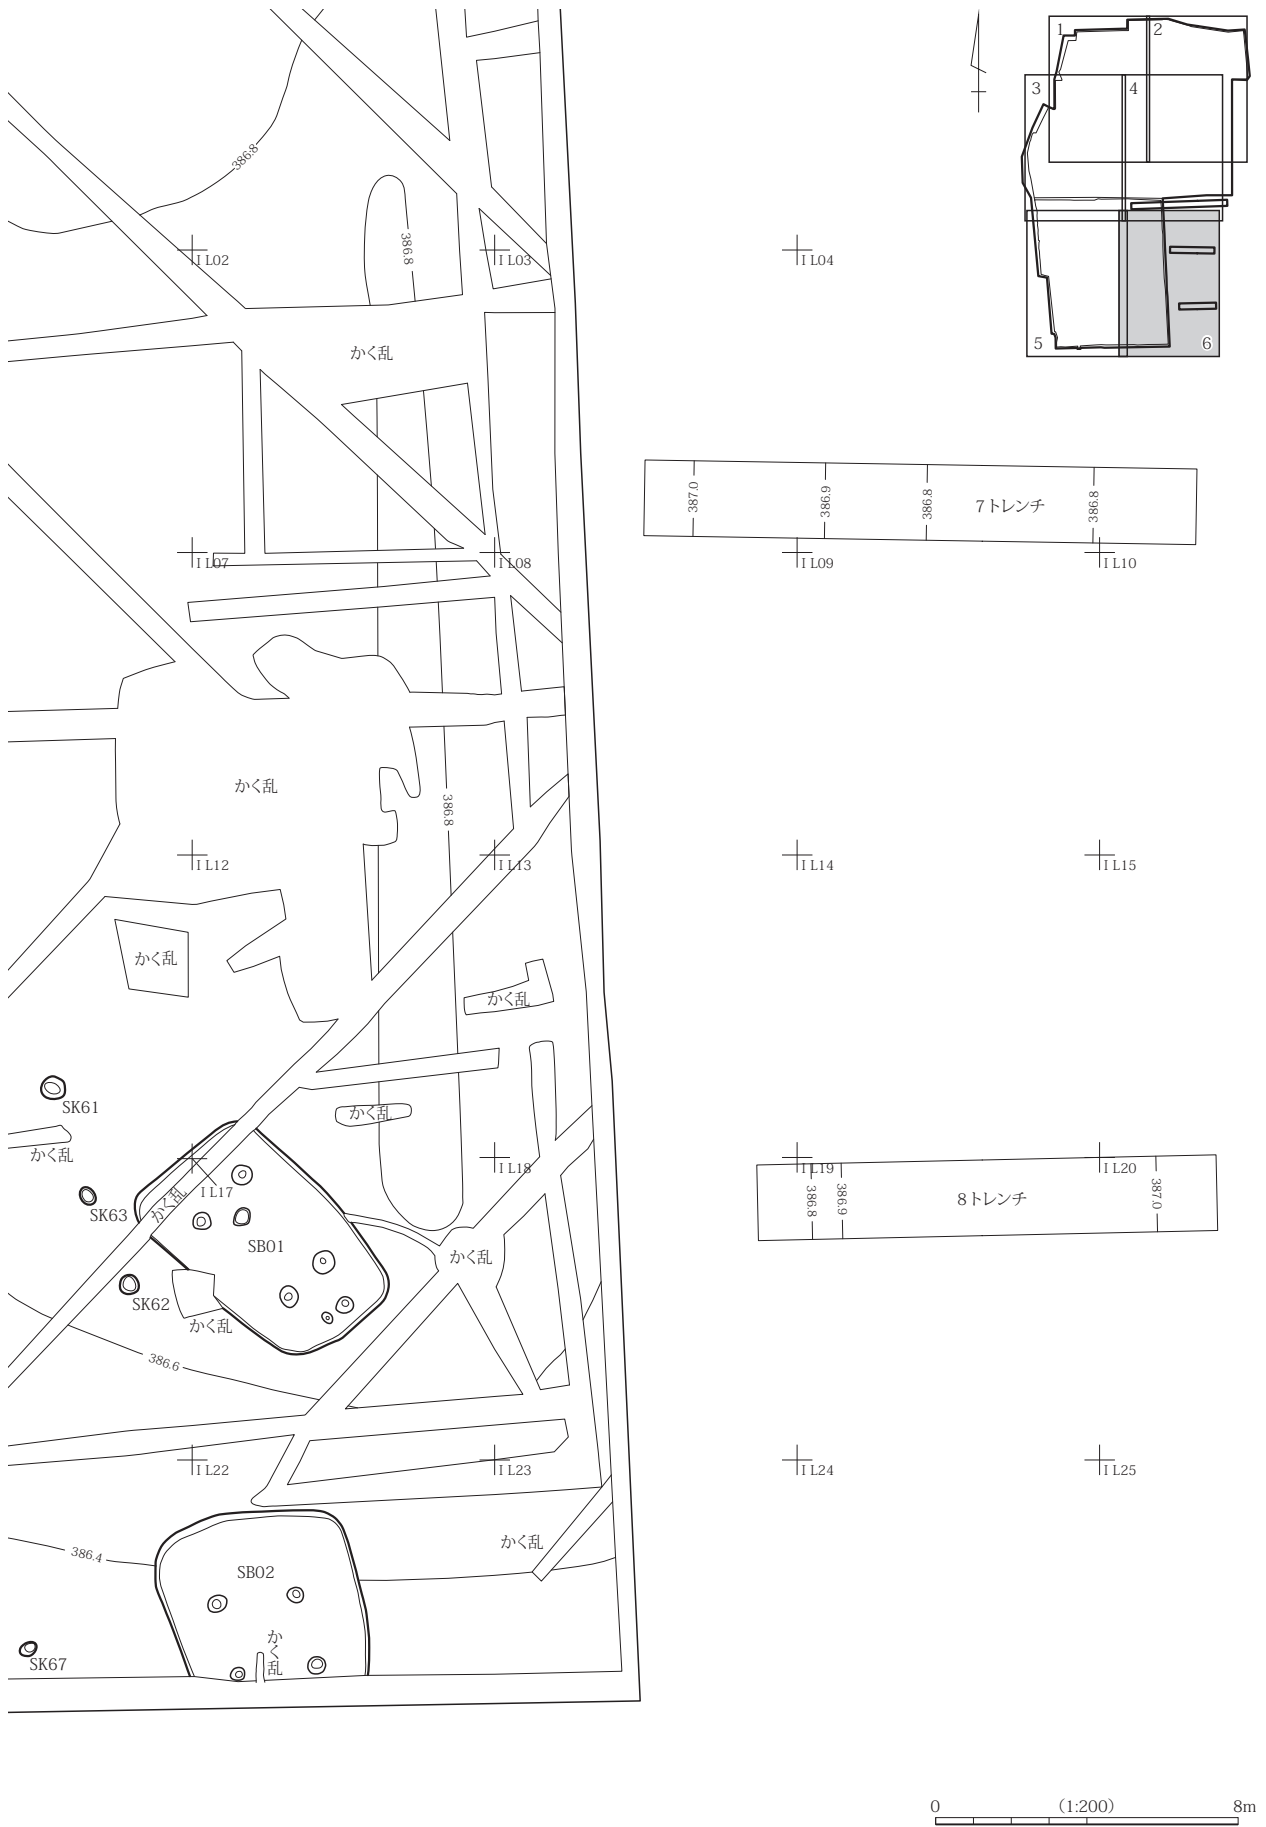 1
2
3
4
5
6
386.8
386.8
I L02
I L03
I L04
かく乱
387.0
386.9
386.8
7トレンチ
386.8
I L07
I L08
I L09
I L10
かく乱
386.8
I L12
I L13
I L14
I L15
かく乱
かく乱
SK61
かく乱
かく乱
I L17
I L18
I L19
I L20
かく乱
SK63
386.8
386.9
8トレンチ
387.0
SB01
かく乱
SK62
かく乱
386.6
I L22
I L23
I L24
I L25
かく乱
386.4
SB02
かく乱
SK67
0 (1:200) 8m